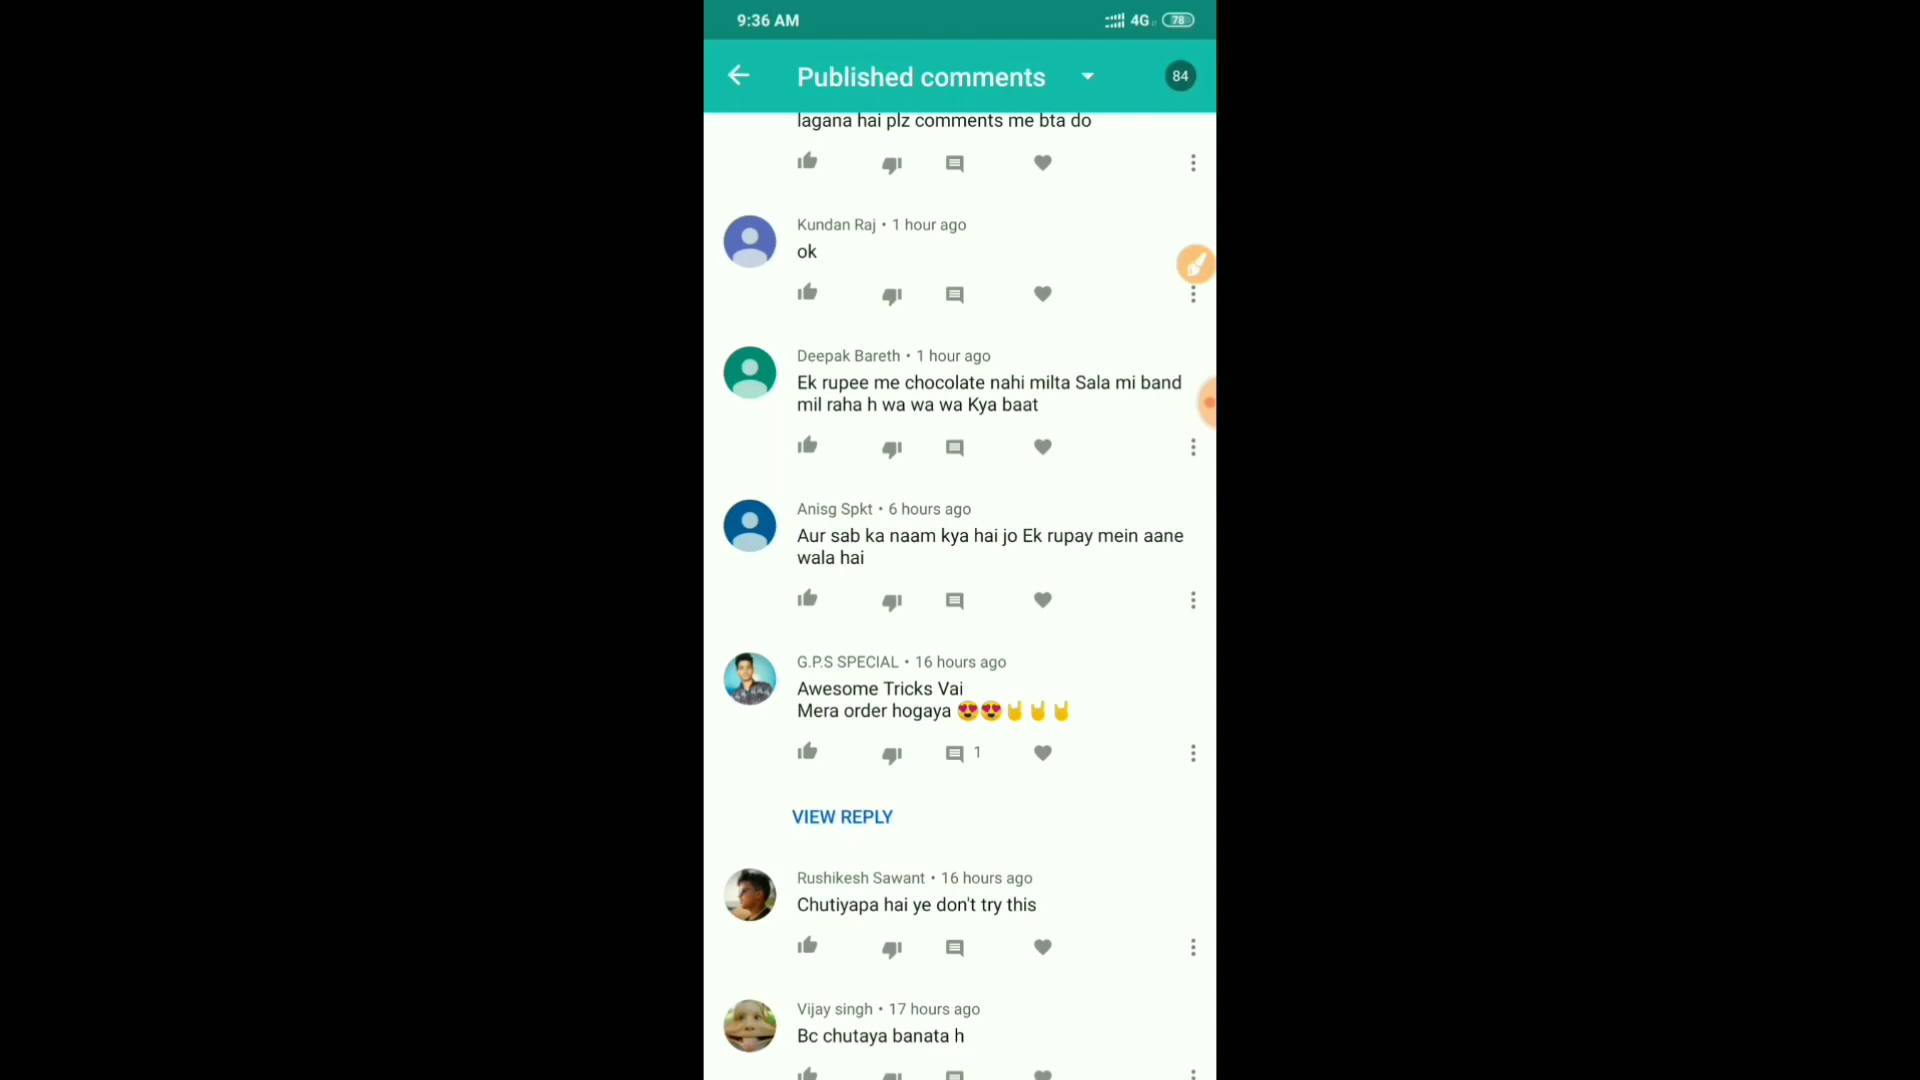 9:36 AM
4G
78
Published comments
84
lagana hai plz comments me bta do
Kundan Raj • 1 hour ago
ok
Deepak Bareth • 1 hour ago
Ek rupee me chocolate nahi milta Sala mi band
mil raha h wa wa wa Kya baat
Anisg Spkt • 6 hours ago
Aur sab ka naam kya hai jo Ek rupay mein aane
wala hai
G.P.S SPECIAL • 16 hours ago
Awesome Tricks Vai
Mera order hogaya 😍😍🤘🤘🤘
1
VIEW REPLY
Rushikesh Sawant • 16 hours ago
Chutiyapa hai ye don't try this
Vijay singh • 17 hours ago
Bc chutaya banata h